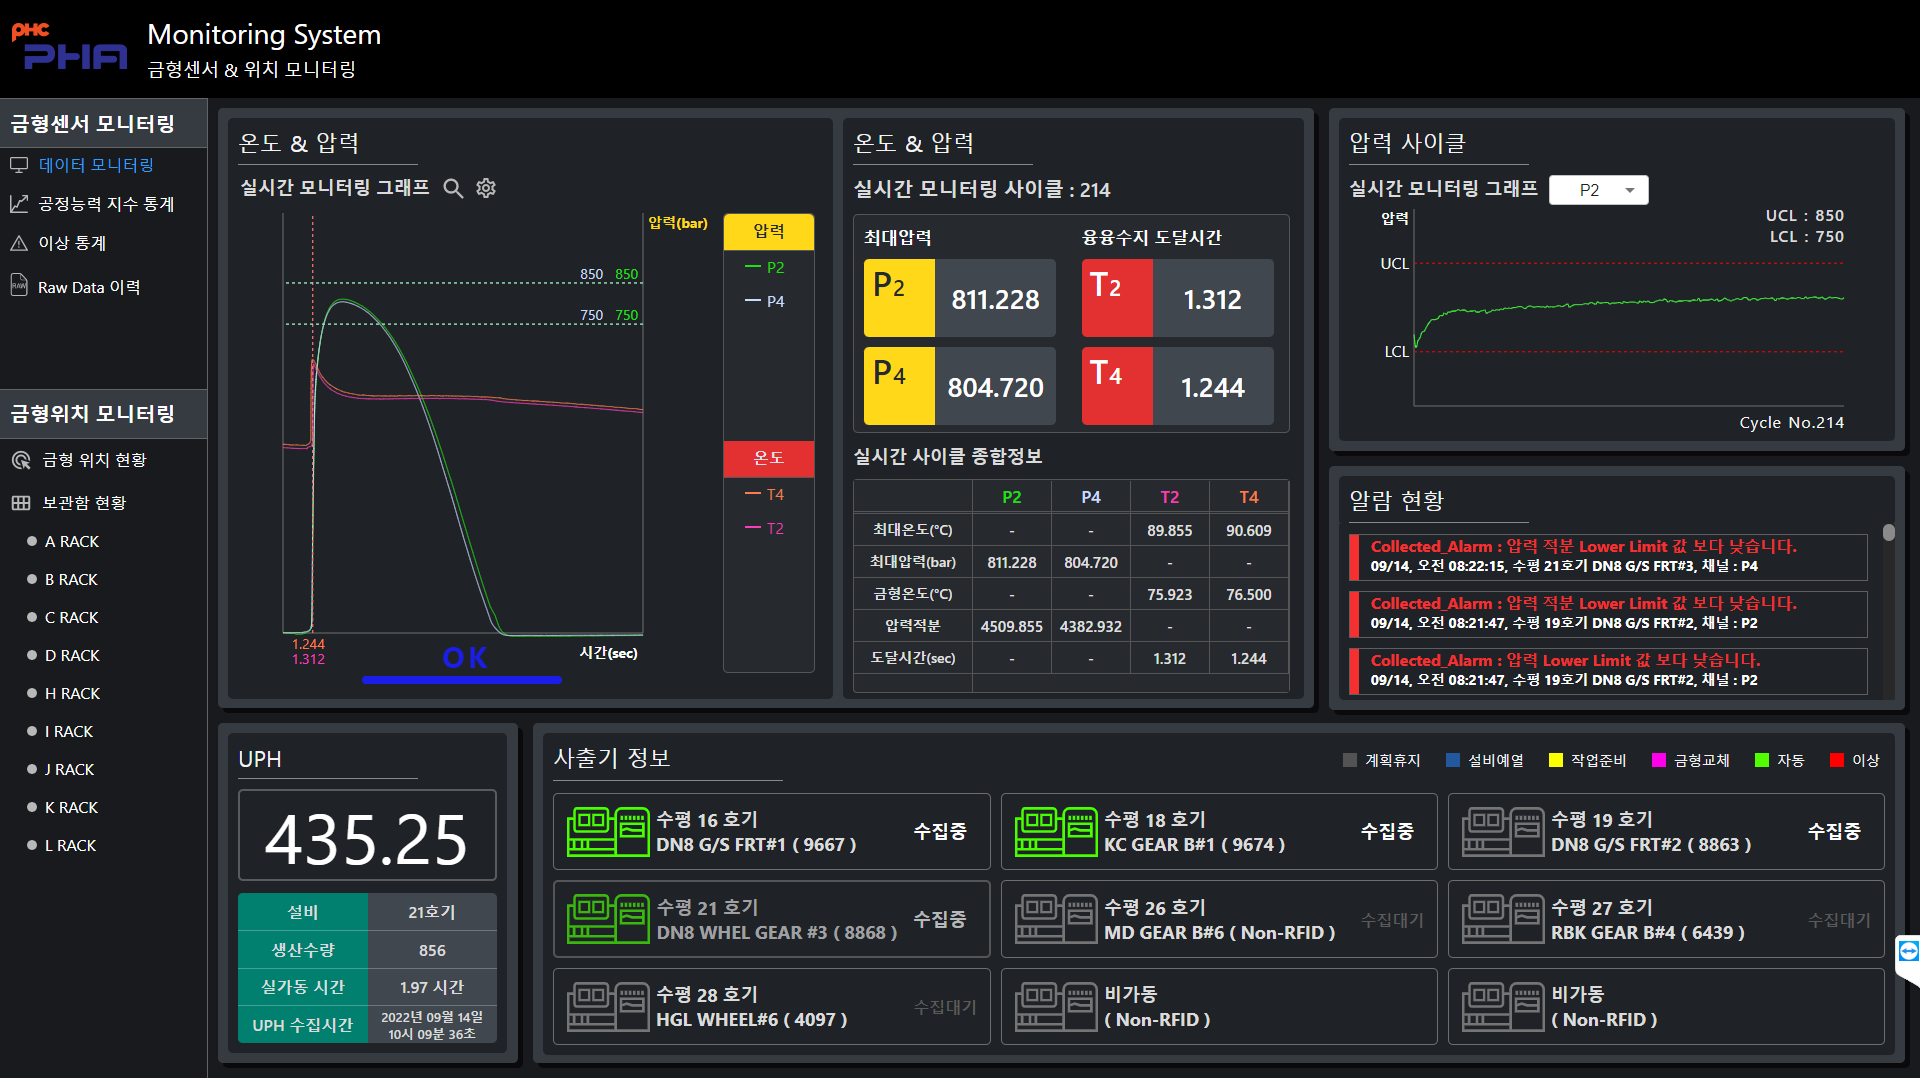 PHC
PHA
Monitoring System
금형센서 & 위치 모니터링
금형센서 모니터링
데이터 모니터링
공정능력 지수 통계
이상 통계
RAW
Raw Data 이력
금형위치 모니터링
금형 위치 현황
보관함 현황
A RACK
B RACK
C RACK
D RACK
H RACK
I RACK
J RACK
K RACK
L RACK
온도 & 압력
실시간 모니터링 그래프
압력(bar)
850 850
750 750
1.244
1.312
OK
시간(sec)
압력
P2
P4
온도
T4
T2
온도 & 압력
실시간 모니터링 사이클 : 214
최대압력 융융수지 도달시간
P2 811.228 T2 1.312
P4 804.720 T4 1.244
실시간 사이클 종합정보
P2 P4 T2 T4
최대온도(℃) - - 89.855 90.609
최대압력(bar) 811.228 804.720 - -
금형온도(℃) - - 75.923 76.500
압력적분 4509.855 4382.932 - -
도달시간(sec) - - 1.312 1.244
압력 사이클
실시간 모니터링 그래프 P2
압력
UCL : 850
LCL : 750
UCL
LCL
Cycle No.214
알람 현황
Collected_Alarm : 압력 적분 Lower Limit 값 보다 낮습니다.
09/14, 오전 08:22:15, 수평 21호기 DN8 G/S FRT#3, 채널 : P4
Collected_Alarm : 압력 적분 Lower Limit 값 보다 낮습니다.
09/14, 오전 08:21:47, 수평 19호기 DN8 G/S FRT#2, 채널 : P2
Collected_Alarm : 압력 Lower Limit 값 보다 낮습니다.
09/14, 오전 08:21:47, 수평 19호기 DN8 G/S FRT#2, 채널 : P2
UPH
435.25
설비 21호기
생산수량 856
실가동 시간 1.97 시간
UPH 수집시간 2022년 09월 14일
10시 09분 36초
사출기 정보
계획휴지 설비예열 작업준비 금형교체 자동 이상
수평 16 호기
DN8 G/S FRT#1 ( 9667 )
수집중
수평 18 호기
KC GEAR B#1 ( 9674 )
수집중
수평 19 호기
DN8 G/S FRT#2 ( 8863 )
수집중
수평 21 호기
DN8 WHEL GEAR #3 ( 8868 )
수집중
수평 26 호기
MD GEAR B#6 ( Non-RFID )
수집대기
수평 27 호기
RBK GEAR B#4 ( 6439 )
수집대기
수평 28 호기
HGL WHEEL#6 ( 4097 )
수집대기
비가동
( Non-RFID )
비가동
( Non-RFID )